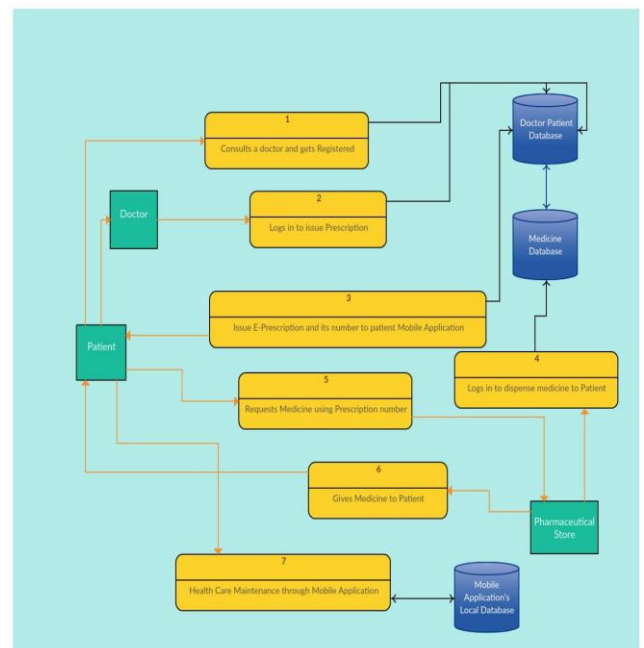 1
Consults a doctor and gets Registered
Doctor Patient
Database
Doctor
2
Logs in to issue Prescription
Medicine
Database
3
Issue E-Prescription and its number to patient Mobile Application
Patient
4
Logs in to dispense medicine to Patient
5
Requests Medicine using Prescription number
6
Gives Medicine to Patient
Pharmaceutical
Store
7
Health Care Maintenance through Mobile Application
Mobile
Application's
Local Database